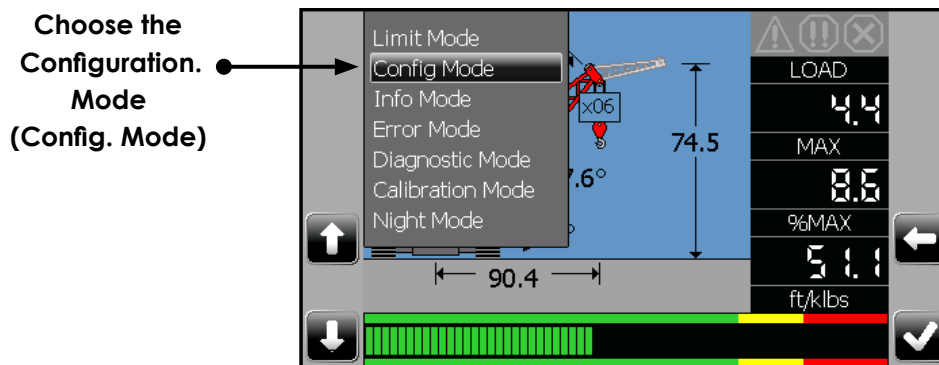 Choose the
Configuration.
Mode
(Config. Mode)
Limit Mode
Config Mode
Info Mode
Error Mode
Diagnostic Mode
Calibration Mode
Night Mode
x06
74.5
.6°
°
90.4
LOAD
4.4
MAX
8.6
%MAX
51.1
ft/klbs